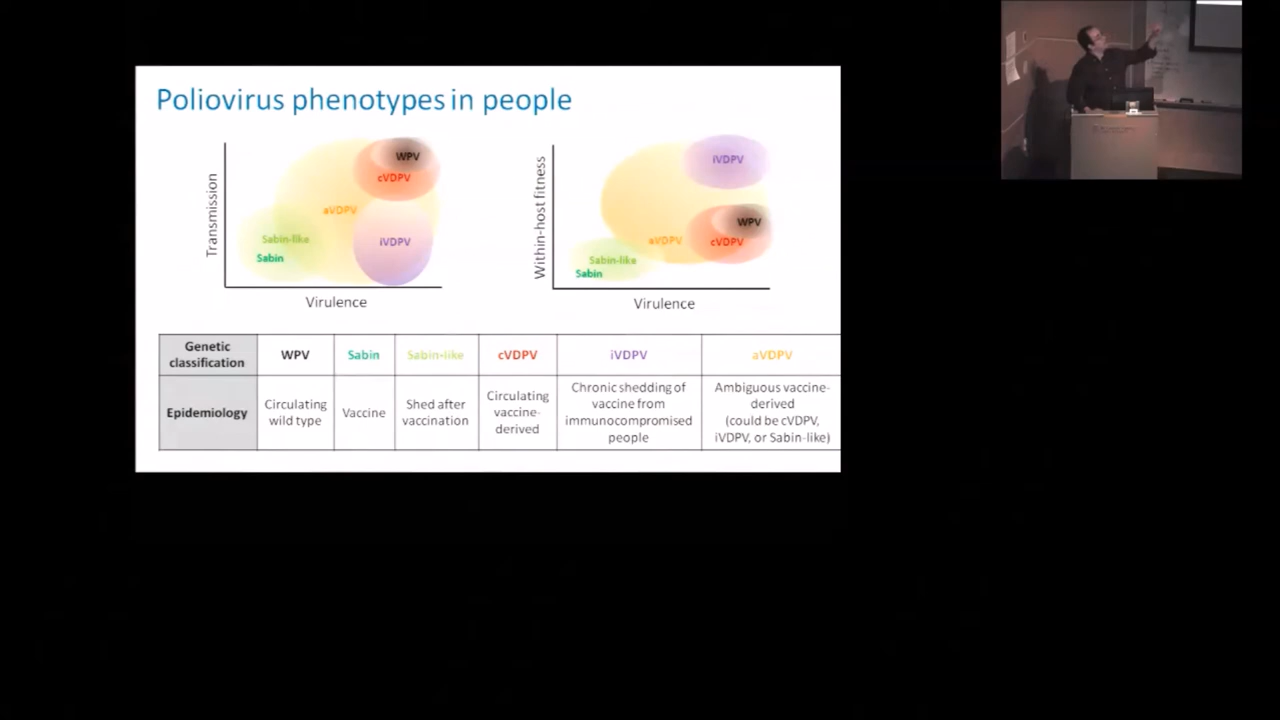 Poliovirus phenotypes in people
Transmission
WPV
cVDPV
aVDPV
iVDPV
Sabin-like
Sabin
Virulence
Within-host fitness
iVDPV
WPV
cVDPV
aVDPV
Sabin-like
Sabin
Virulence
Genetic
classification
WPV
Sabin
Sabin-like
cVDPV
iVDPV
aVDPV
Epidemiology
Circulating
wild type
Vaccine
Shed after
vaccination
Circulating
vaccine-
derived
Chronic shedding of
vaccine from
immunocompromised
people
Ambiguous vaccine-
derived
(could be cVDPV,
iVDPV, or Sabin-like)